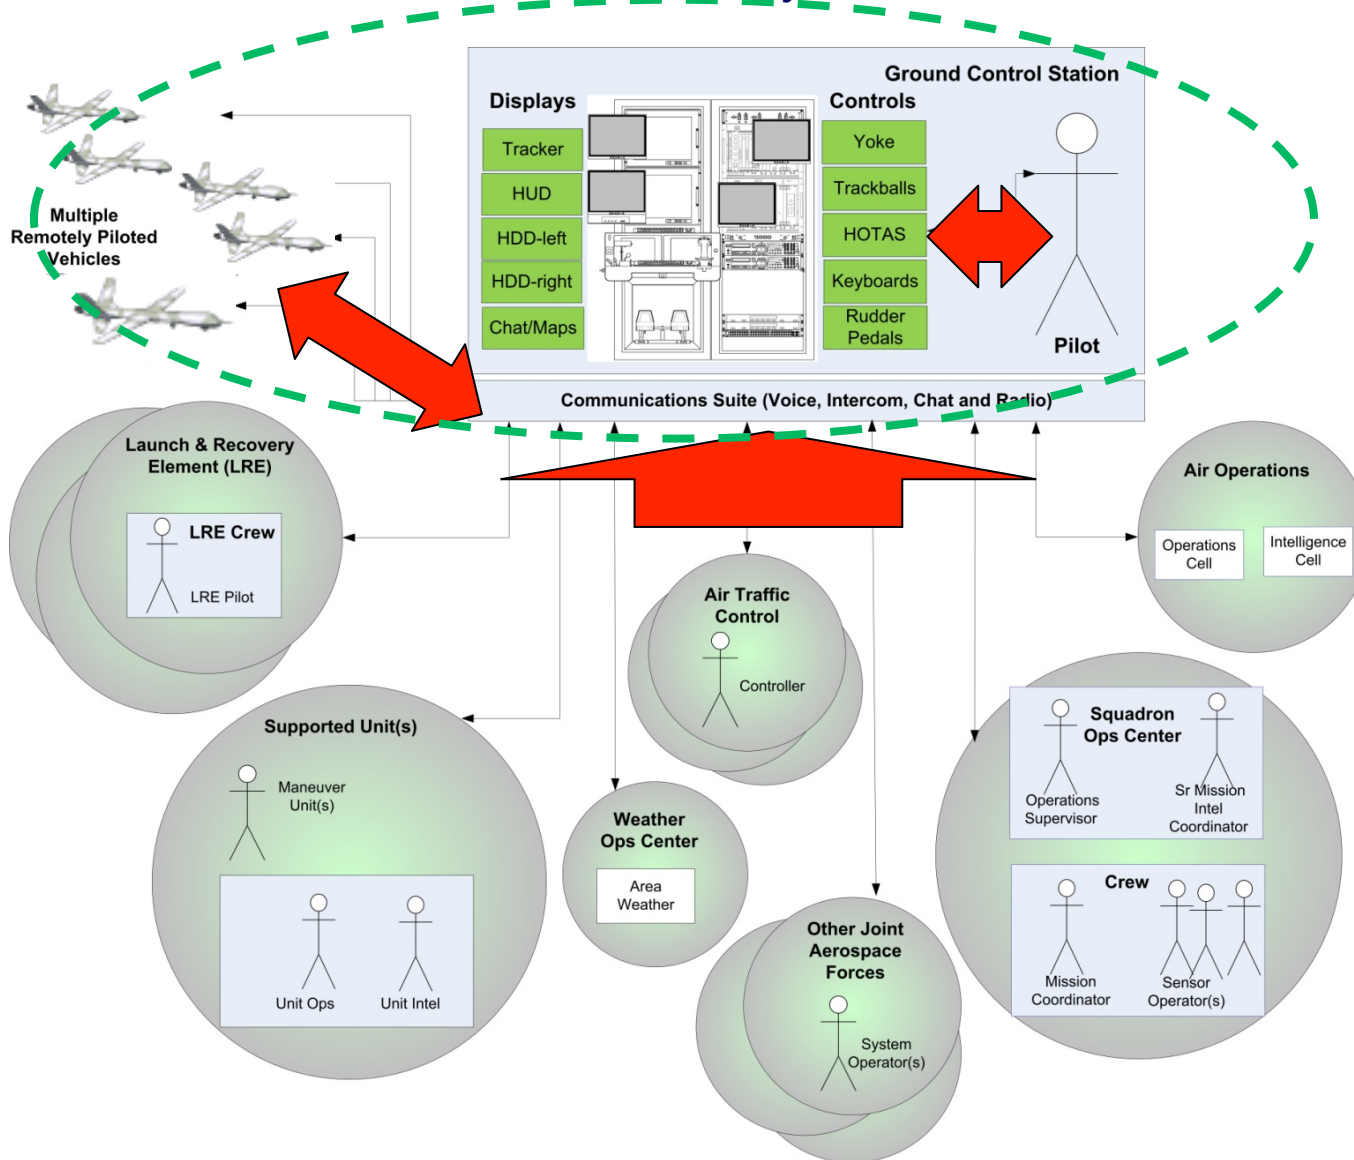 Ground Control Station
Displays
Controls
Tracker
HUD
HDD-left
HDD-right
Chat/Maps
Yoke
Trackballs
HOTAS
Keyboards
Rudder
Pedals
Pilot
Multiple
Remotely Piloted
Vehicles
Communications Suite (Voice, Intercom, Chat and Radio)
Launch & Recovery
Element (LRE)
LRE Crew
LRE Pilot
Air Operations
Operations
Cell
Intelligence
Cell
Air Traffic
Control
Controller
Supported Unit(s)
Maneuver
Unit(s)
Unit Ops
Unit Intel
Weather
Ops Center
Area
Weather
Squadron
Ops Center
Operations
Supervisor
Sr Mission
Intel
Coordinator
Crew
Mission
Coordinator
Sensor
Operator(s)
Other Joint
Aerospace
Forces
System
Operator(s)